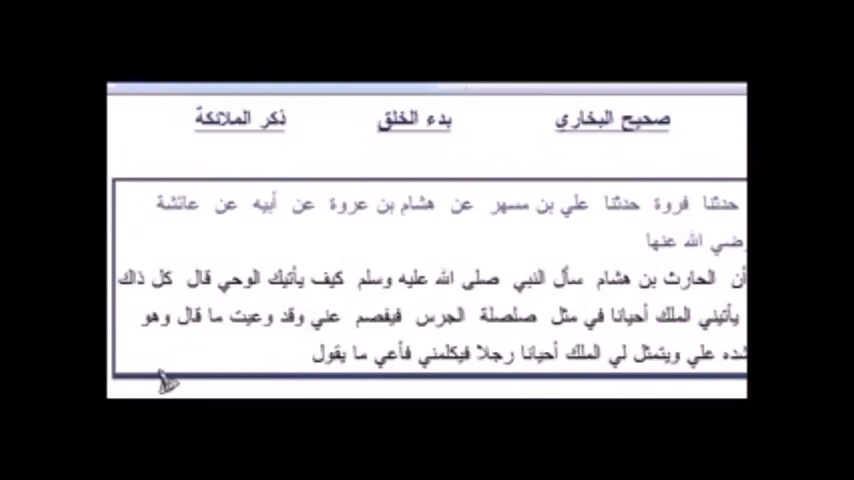 صحيح البخاري بدء الخلق ذكر الملائكة
حدثنا فروة حدثنا علي بن مسهر عن هشام بن عروة عن أبيه عن عائشة
رضي الله عنها
أن الحارث بن هشام سأل النبي صلى الله عليه وسلم كيف يأتيك الوحي قال كل ذاك
يأتيني الملك أحيانا في مثل صلصلة الجرس فيفصم عني وقد وعيت ما قال وهو
شده علي ويتمثل لي الملك أحيانا رجلا فيكلمني فأعي ما يقول